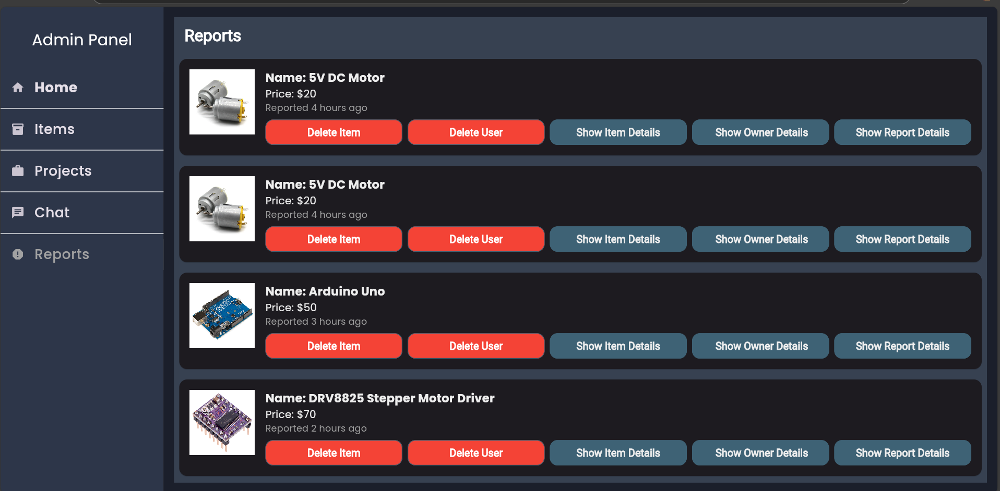 Admin Panel
Home
Items
Projects
Chat
Reports
Reports
Name: 5V DC Motor
Price: $20
Reported 4 hours ago
Delete Item Delete User Show Item Details Show Owner Details Show Report Details
Name: 5V DC Motor
Price: $20
Reported 4 hours ago
Delete Item Delete User Show Item Details Show Owner Details Show Report Details
Name: Arduino Uno
Price: $50
Reported 3 hours ago
Delete Item Delete User Show Item Details Show Owner Details Show Report Details
Name: DRV8825 Stepper Motor Driver
Price: $70
Reported 2 hours ago
Delete Item Delete User Show Item Details Show Owner Details Show Report Details